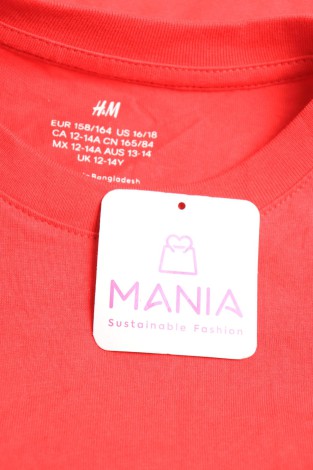 H&M
EUR 158/164 US 16/18
CA 12-14A CN 165/84
MX 12-14A AUS 13-14
UK 12-14Y
Bangladesh
MANIA
Sustainable Fashion